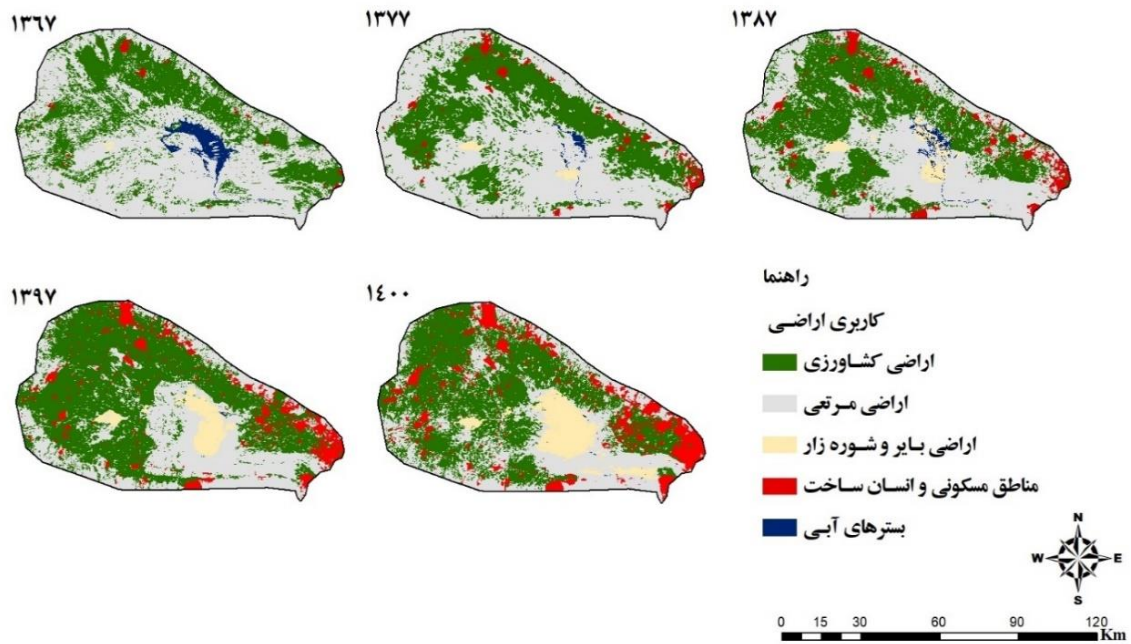 ۱۳۶۷
۱۳۷۷
۱۳۸۷
۱۳۹۷
۱٤۰۰
راهنما
کاربری اراضی
اراضی کشاورزی
اراضی مرتعی
اراضی بایر و شوره زار
مناطق مسکونی و انسان ساخت
بسترهای آبی
N
W E
S
0 15 30 60 90 120
Km